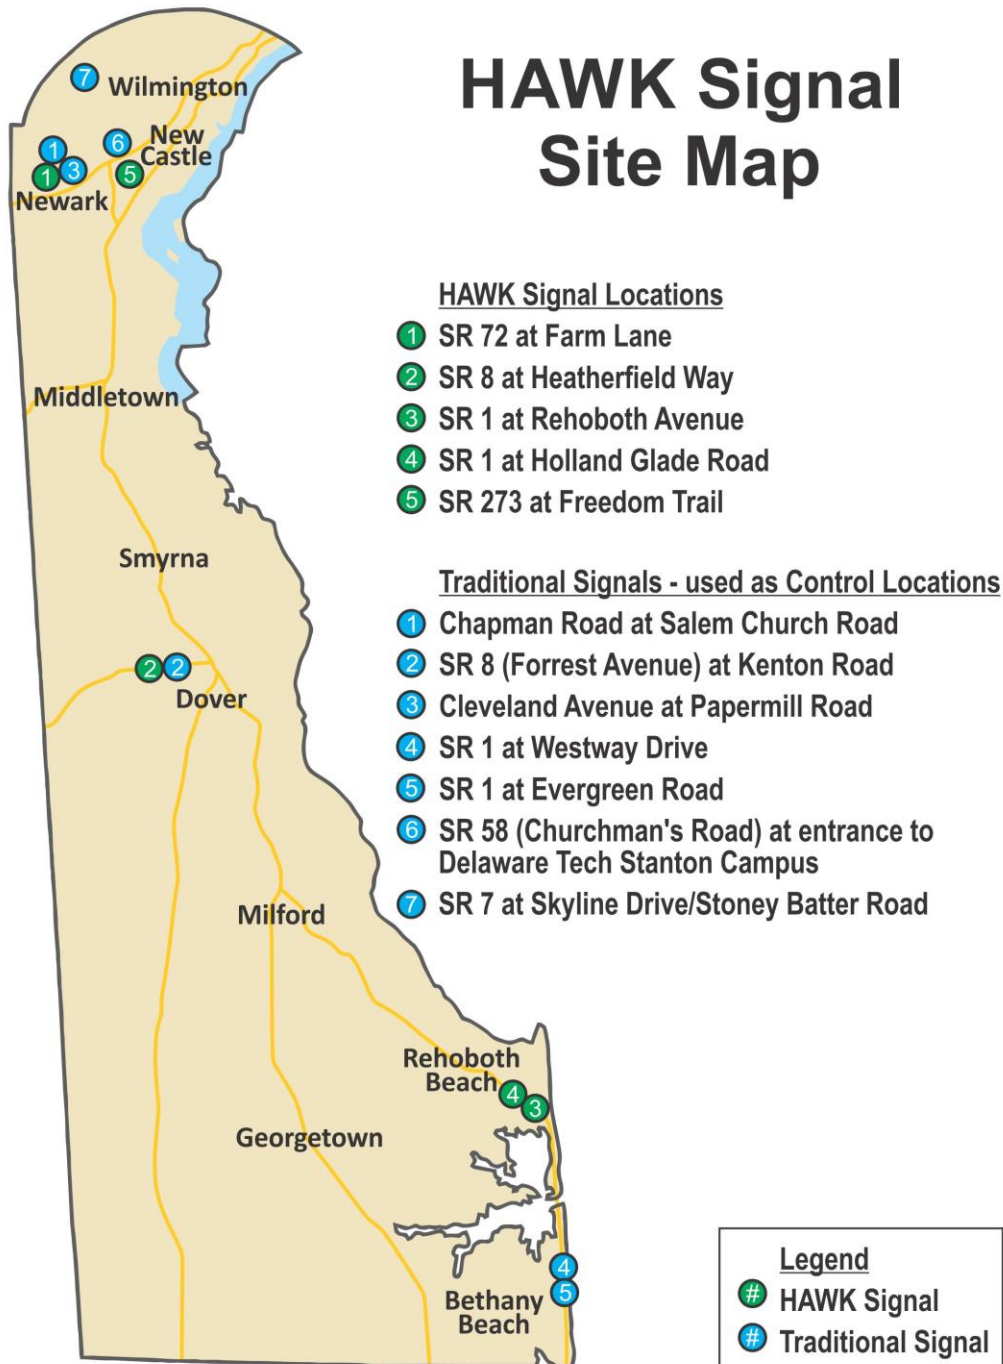 HAWK Signal
Site Map
7
Wilmington
1
6
New
Castle
1
3
5
Newark
HAWK Signal Locations
1 SR 72 at Farm Lane
2 SR 8 at Heatherfield Way
3 SR 1 at Rehoboth Avenue
4 SR 1 at Holland Glade Road
5 SR 273 at Freedom Trail
Middletown
Smyrna
Traditional Signals - used as Control Locations
1 Chapman Road at Salem Church Road
2 SR 8 (Forrest Avenue) at Kenton Road
3 Cleveland Avenue at Papermill Road
4 SR 1 at Westway Drive
5 SR 1 at Evergreen Road
6 SR 58 (Churchman's Road) at entrance to
Delaware Tech Stanton Campus
7 SR 7 at Skyline Drive/Stoney Batter Road
2 2
Dover
Milford
Rehoboth
Beach
4
3
Georgetown
4
5
Bethany
Beach
Legend
# HAWK Signal
# Traditional Signal